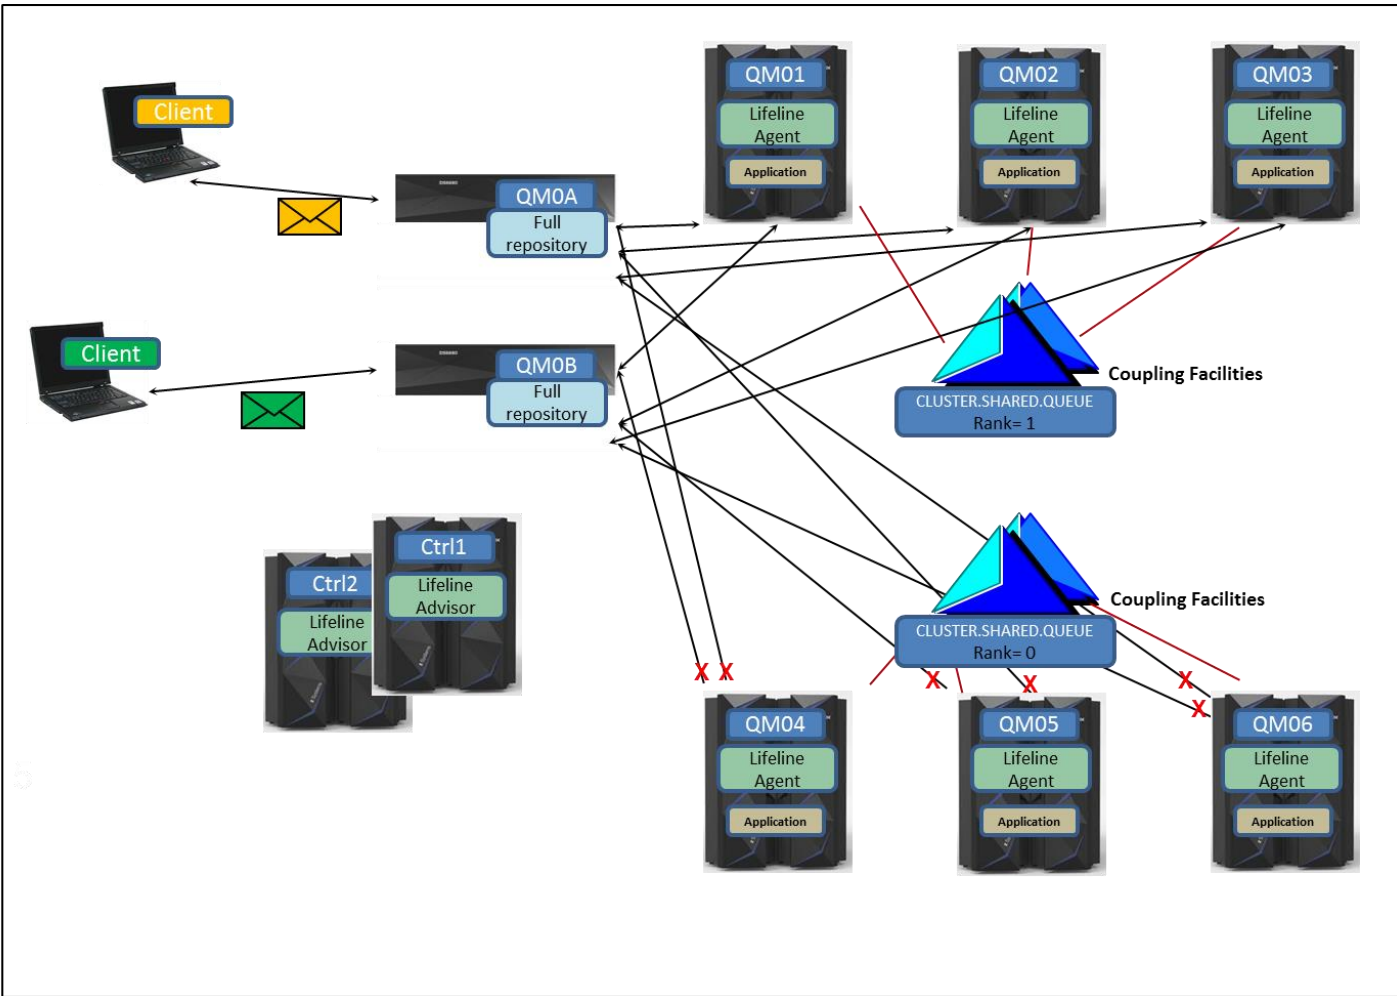 QM01
Lifeline
Agent
Application
QM02
Lifeline
Agent
Application
QM03
Lifeline
Agent
Application
Client
QM0A
Full
repository
Client
QM0B
Full
repository
Coupling Facilities
CLUSTER.SHARED.QUEUE
Rank= 1
Ctrl1
Lifeline
Advisor
Ctrl2
Lifeline
Advisor
Coupling Facilities
CLUSTER.SHARED.QUEUE
Rank= 0
X X X X X X
QM04
Lifeline
Agent
Application
QM05
Lifeline
Agent
Application
QM06
Lifeline
Agent
Application
5